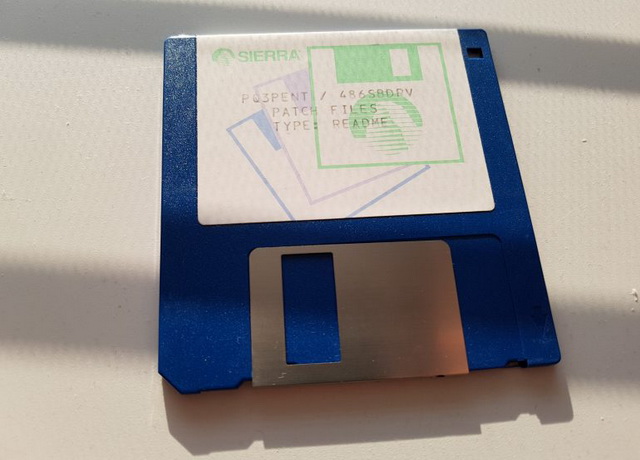 SIERRA
PQ3PENT / 486SBDRV
PATCH FILES
TYPE: README